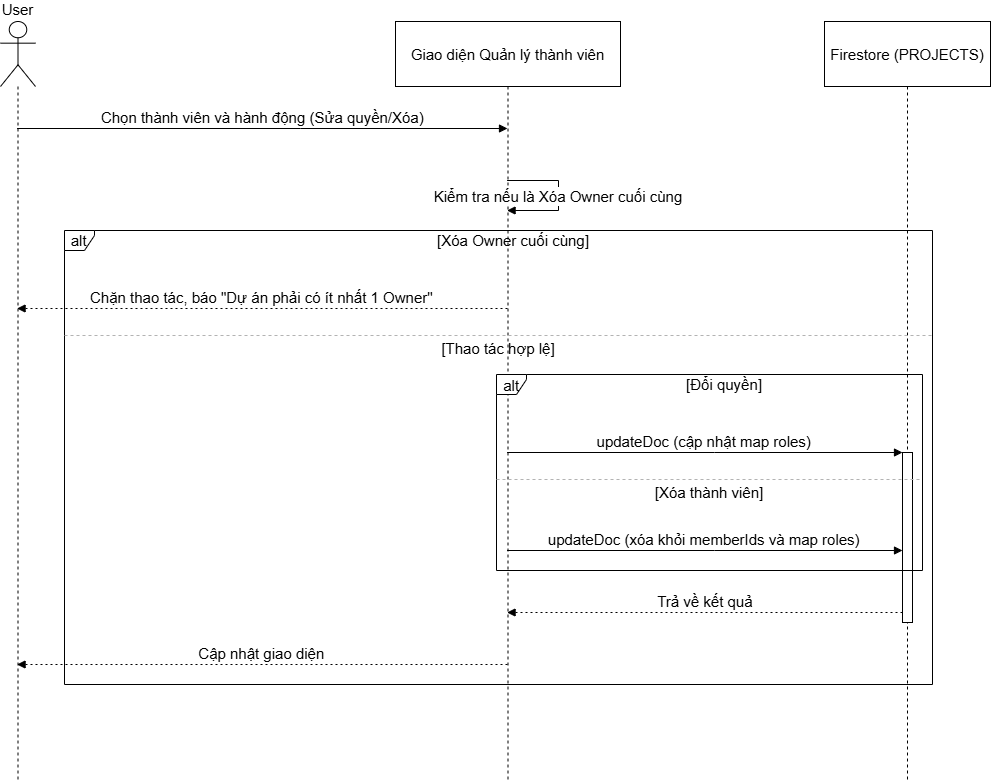 User
Giao diện Quản lý thành viên
Firestore (PROJECTS)
Chọn thành viên và hành động (Sửa quyền/Xóa)
Kiểm tra nếu là Xóa Owner cuối cùng
alt
[Xóa Owner cuối cùng]
Chặn thao tác, báo "Dự án phải có ít nhất 1 Owner"
[Thao tác hợp lệ]
alt
[Đổi quyền]
updateDoc (cập nhật map roles)
[Xóa thành viên]
updateDoc (xóa khỏi memberIds và map roles)
Trả về kết quả
Cập nhật giao diện